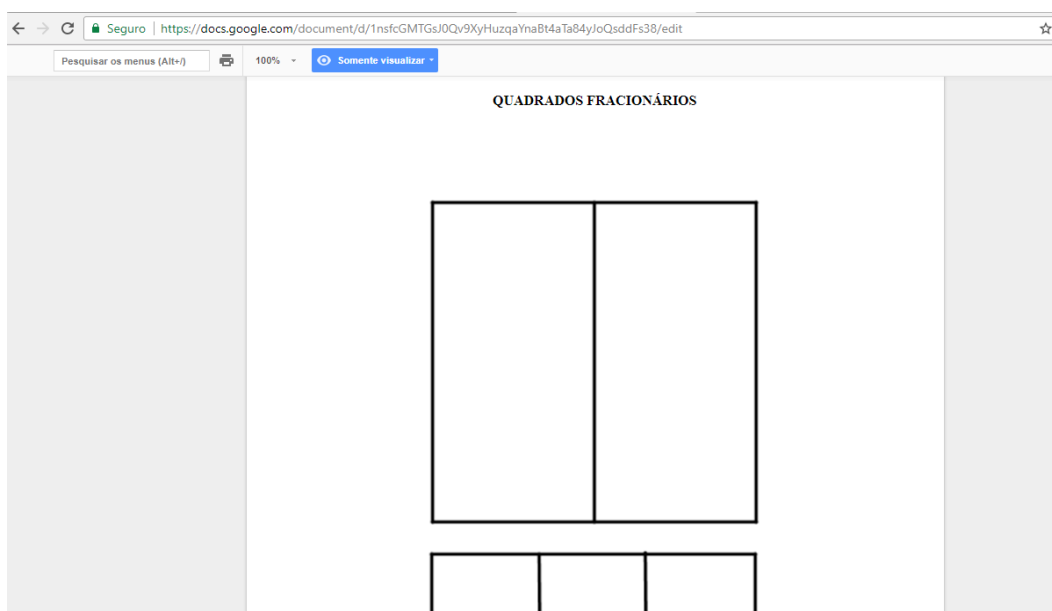 Seguro | https://docs.google.com/document/d/1nsfcGMTGsJ0Qv9XyHuzqaYnaBt4aTa84yJoQsddFs38/edit
Pesquisar os menus (Alt+/) 100% Somente visualizar
QUADRADOS FRACIONÁRIOS